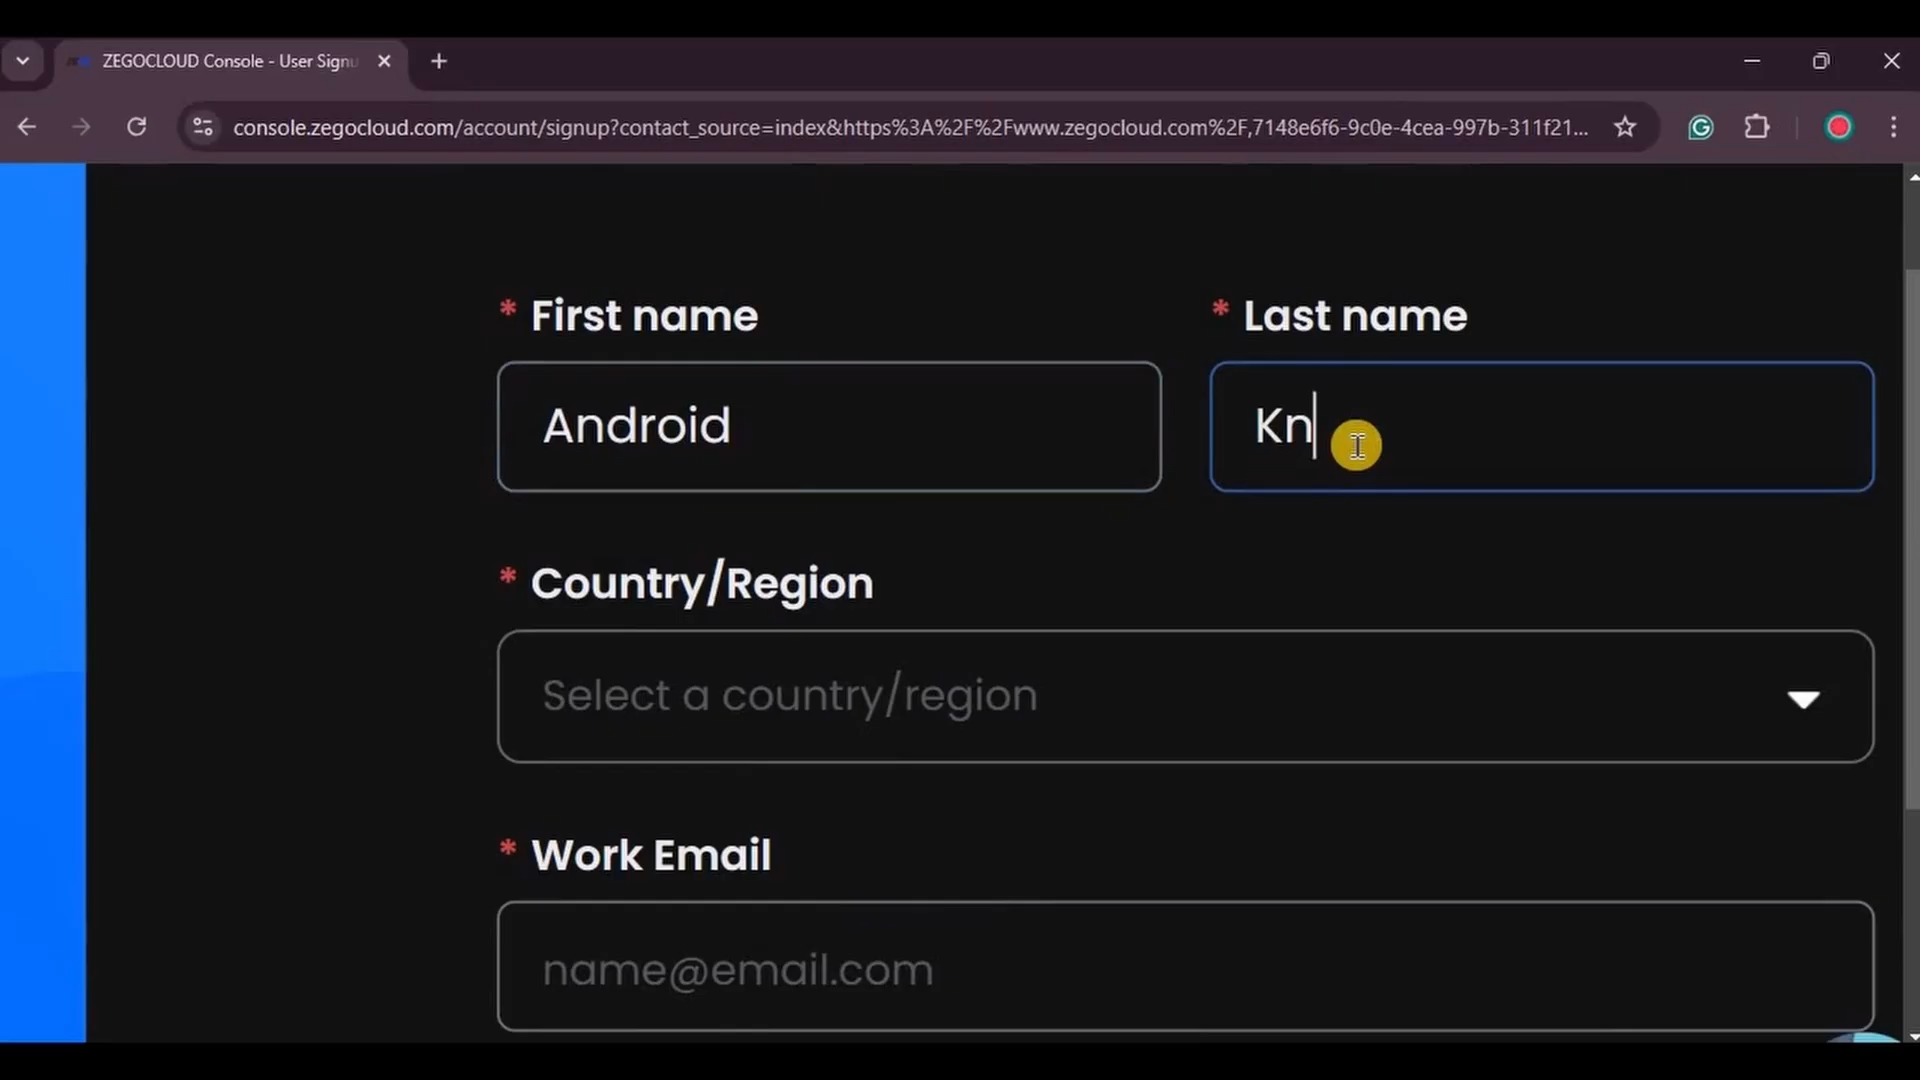 ZEGOCLOUD Console - User Signu
console.zegocloud.com/account/signup?contact_source=index&https%3A%2F%2Fwww.zegocloud.com%2F,7148e6f6-9c0e-4cea-997b-311f21...
* First name
* Last name
Android
Kn
* Country/Region
Select a country/region
* Work Email
name@email.com